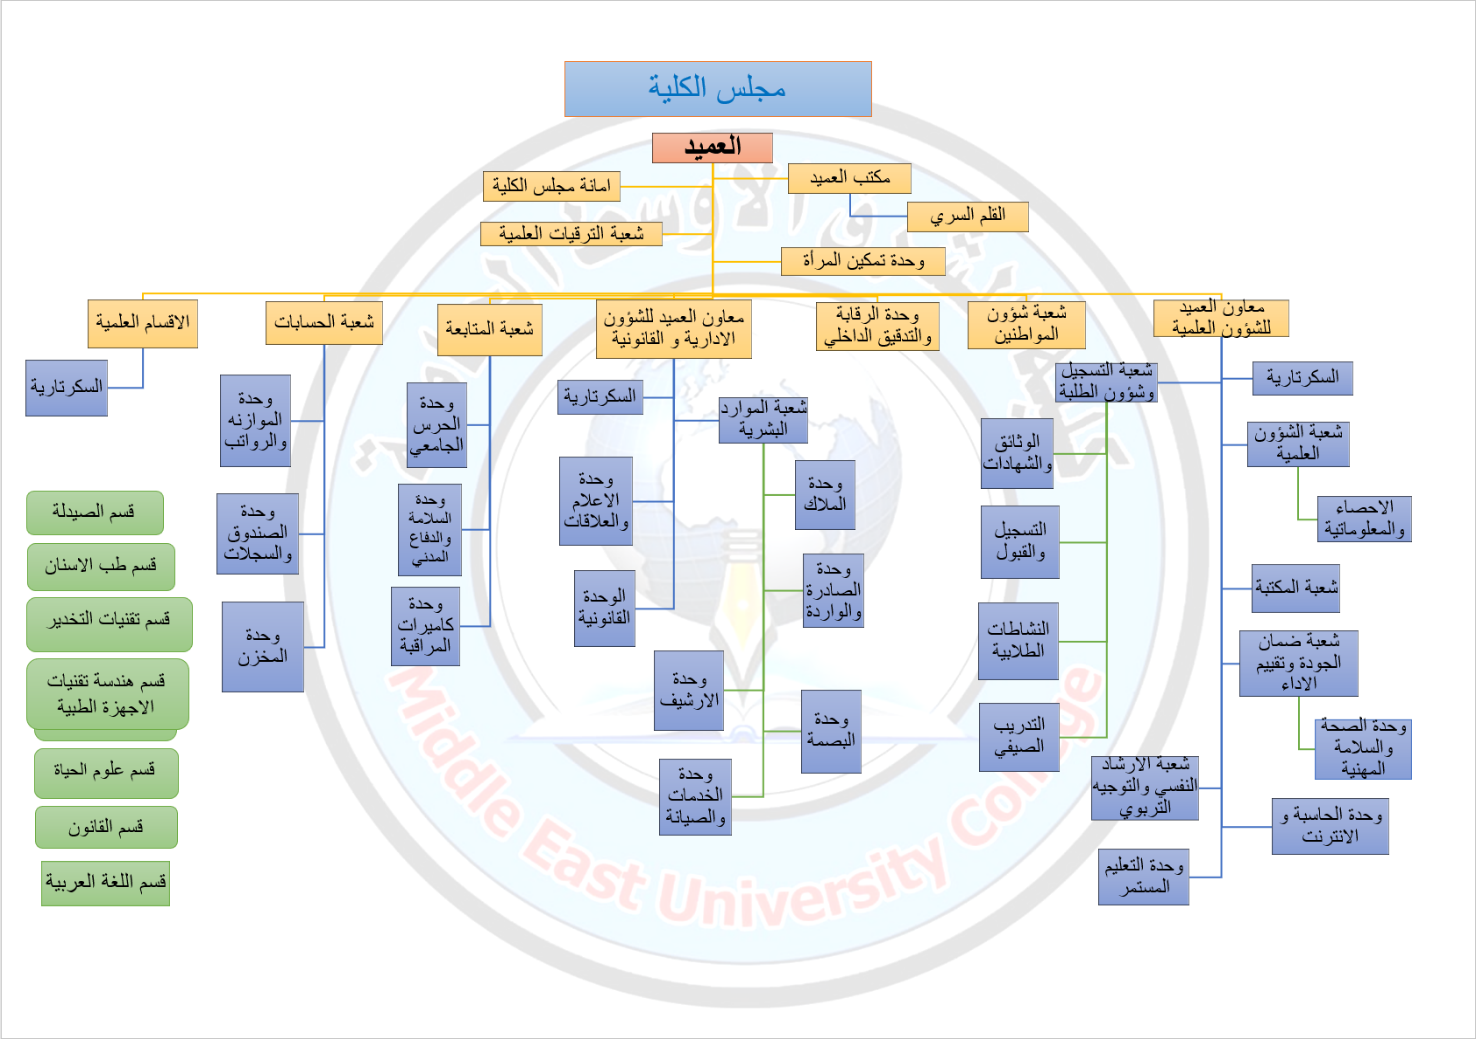 مجلس الكلية
العميد
مكتب العميد
امانة مجلس الكلية
القلم السري
شعبة الترقيات العلمية
وحدة تمكين المرأة
معاون العميد
للشؤون العلمية
شعبة شؤون
المواطنين
وحدة الرقابة
والتدقيق الداخلي
معاون العميد للشؤون
الادارية و القانونية
شعبة المتابعة
شعبة الحسابات
الاقسام العلمية
السكرتارية
شعبة التسجيل
وشؤون الطلبة
شعبة الشؤون
العلمية
الاحصاء
والمعلوماتية
شعبة المكتبة
شعبة ضمان
الجودة وتقييم
الاداء
وحدة الصحة
والسلامة
المهنية
شعبة الارشاد
النفسي والتوجيه
التربوي
وحدة الحاسبة و
الانترنت
وحدة التعليم
المستمر
الوثائق
والشهادات
التسجيل
والقبول
النشاطات
الطلابية
التدريب
الصيفي
السكرتارية
شعبة الموارد
البشرية
وحدة
الملاك
وحدة
الصادرة
والواردة
وحدة
الارشيف
وحدة
البصمة
وحدة
الخدمات
والصيانة
وحدة
الاعلام
والعلاقات
الوحدة
القانونية
وحدة
الحرس
الجامعي
وحدة
السلامة
والدفاع
المدني
وحدة
كاميرات
المراقبة
وحدة
الموازنه
والرواتب
وحدة
الصندوق
والسجلات
وحدة
المخزن
السكرتارية
قسم الصيدلة
قسم طب الاسنان
قسم تقنيات التخدير
قسم هندسة تقنيات
الاجهزة الطبية
قسم علوم الحياة
قسم القانون
قسم اللغة العربية
Middle East University College